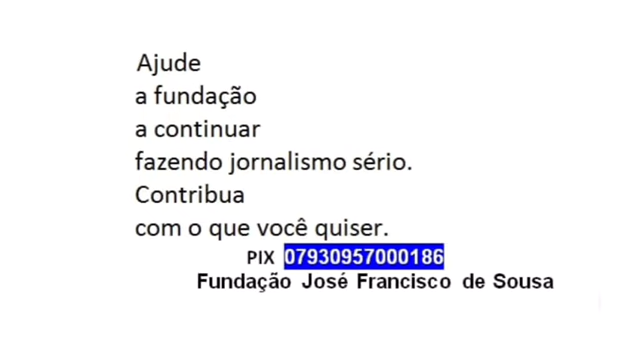 Ajude
a fundação
a continuar
fazendo jornalismo sério.
Contribua
com o que você quiser.
PIX 07930957000186
Fundação José Francisco de Sousa